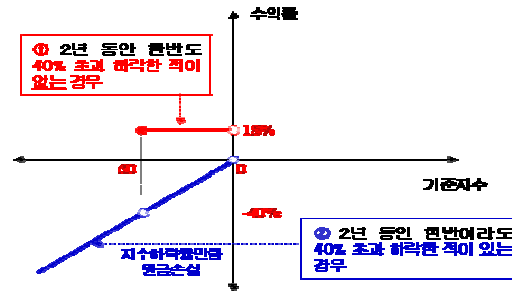 수익률
① 2년 동안 한번도
40% 초과 하락한 적이
없는 경우
15%
60
0
기준지수
-40%
② 2년 동안 한번이라도
40% 초과 하락한 적이 있는
경우
지수하락률만큼
원금손실